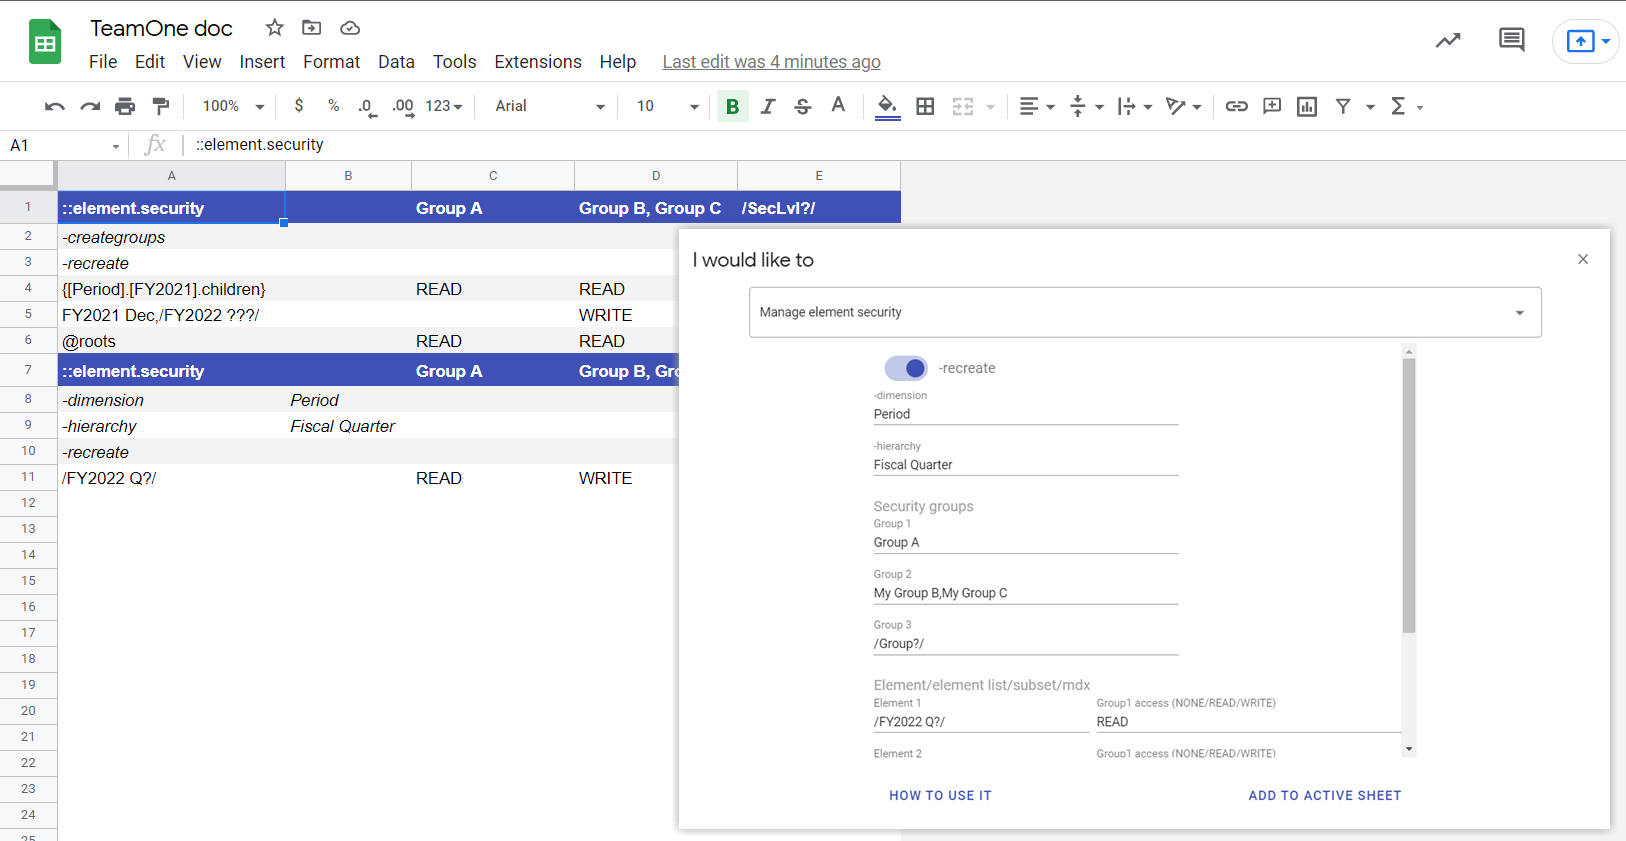 TeamOne doc
File Edit View Insert Format Data Tools Extensions Help Last edit was 4 minutes ago
100% $ % .0 .00 123 Arial 10 B I S A Σ
A1 fx ::element.security
A B C D E
1 ::element.security Group A Group B, Group C /SecLvl?/
2 -creategroups
3 -recreate
4 {[Period].[FY2021].children} READ READ
5 FY2021 Dec,/FY2022 ???/ WRITE
6 @roots READ READ
7 ::element.security Group A Group B, Gro
8 -dimension Period
9 -hierarchy Fiscal Quarter
10 -recreate
11 /FY2022 Q?/ READ WRITE
12
13
14
15
16
17
18
19
20
21
22
23
24
25
I would like to
Manage element security
-recreate
-dimension
Period
-hierarchy
Fiscal Quarter
Security groups
Group 1
Group A
Group 2
My Group B,My Group C
Group 3
/Group?/
Element/element list/subset/mdx
Element 1 Group1 access (NONE/READ/WRITE)
/FY2022 Q?/ READ
Element 2 Group1 access (NONE/READ/WRITE)
HOW TO USE IT ADD TO ACTIVE SHEET